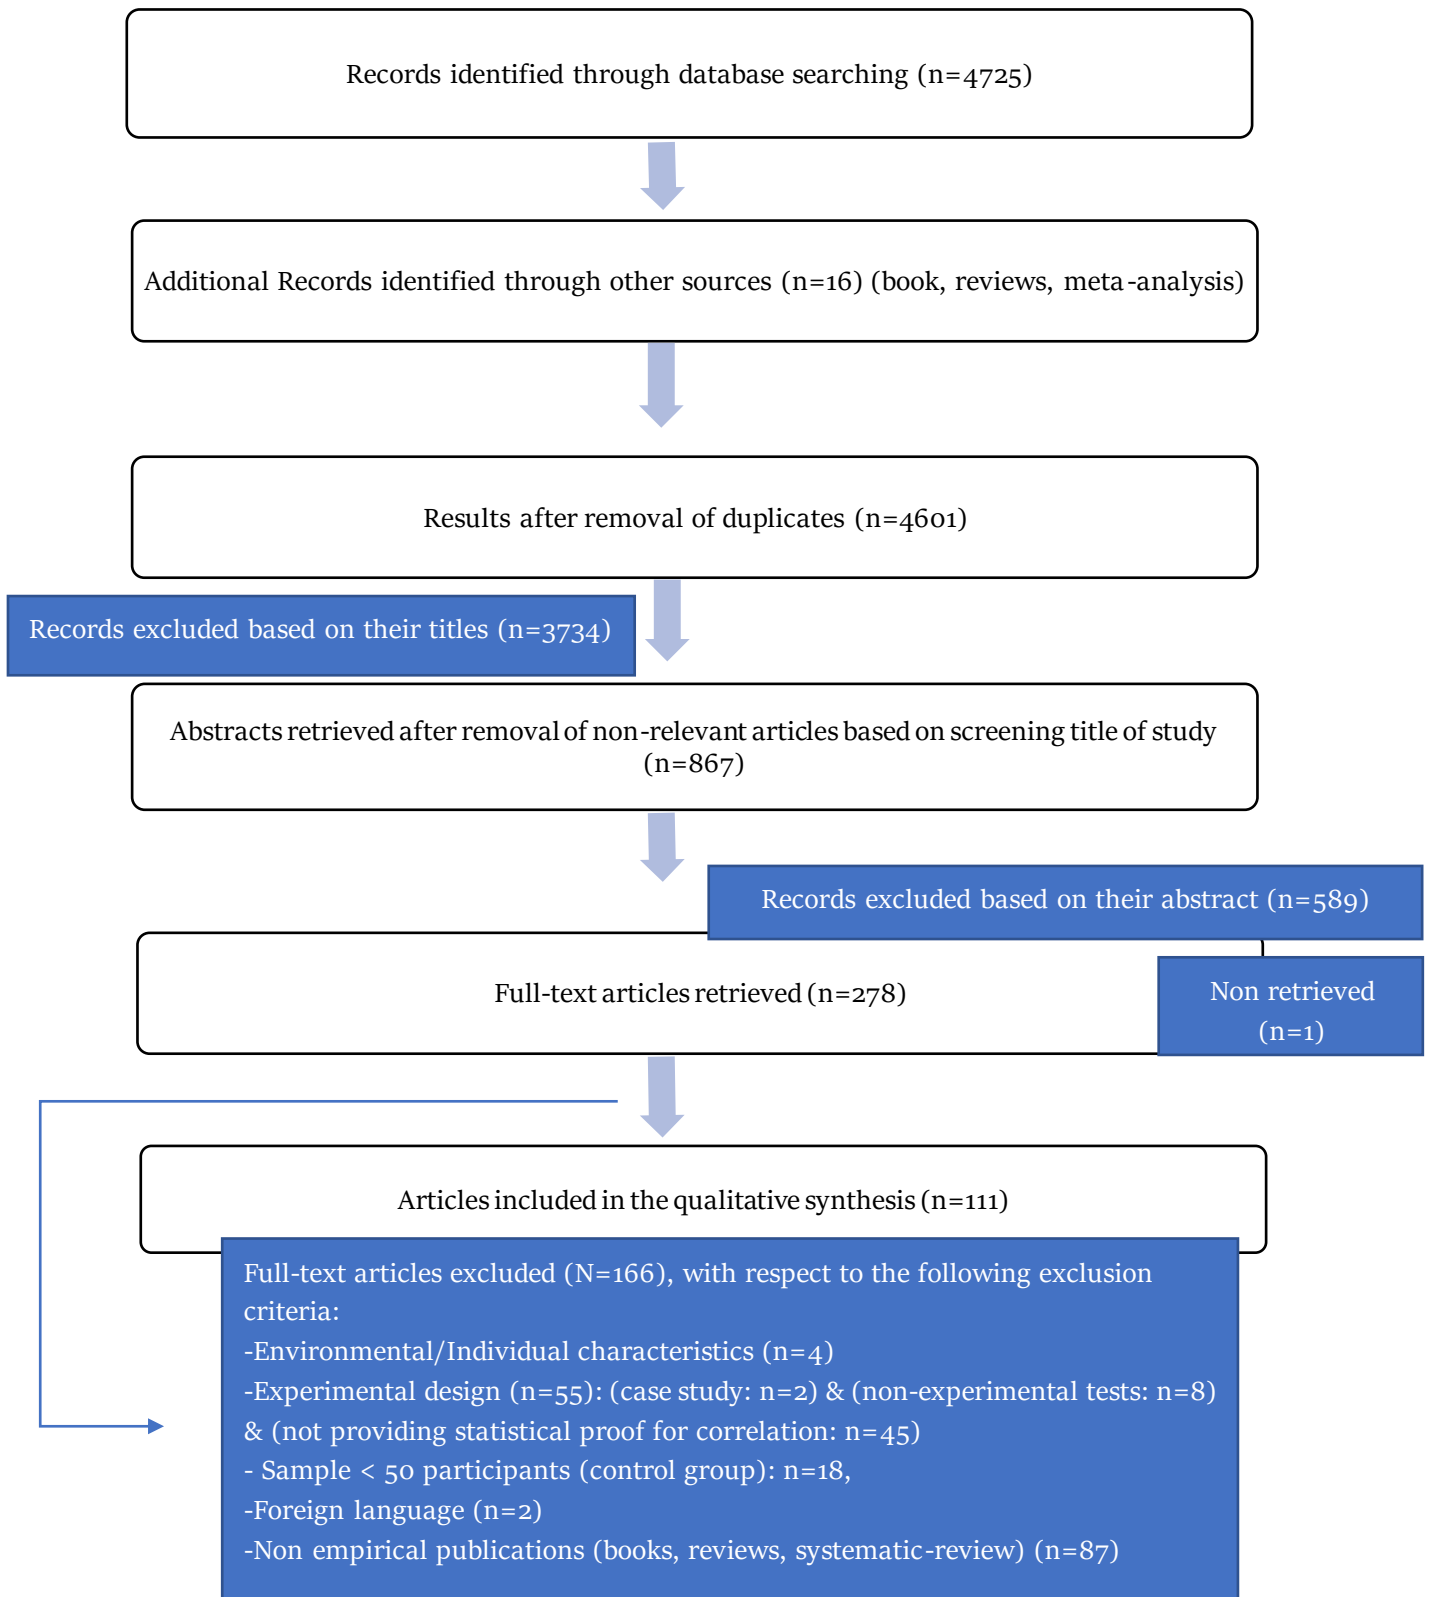 Records identified through database searching (n=4725)
Additional Records identified through other sources (n=16) (book, reviews, meta-analysis)
Results after removal of duplicates (n=4601)
Records excluded based on their titles (n=3734)
Abstracts retrieved after removal of non-relevant articles based on screening title of study
(n=867)
Records excluded based on their abstract (n=589)
Full-text articles retrieved (n=278)
Non retrieved
(n=1)
Articles included in the qualitative synthesis (n=111)
Full-text articles excluded (N=166), with respect to the following exclusion
criteria:
-Environmental/Individual characteristics (n=4)
-Experimental design (n=55): (case study: n=2) & (non-experimental tests: n=8)
& (not providing statistical proof for correlation: n=45)
- Sample < 50 participants (control group): n=18,
-Foreign language (n=2)
-Non empirical publications (books, reviews, systematic-review) (n=87)